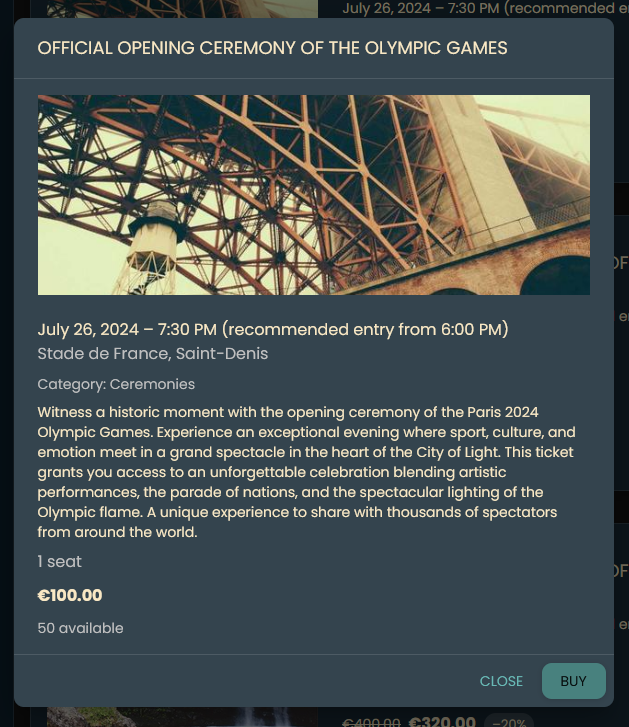 July 26, 2024 – 7:30 PM (recommended e
OFFICIAL OPENING CEREMONY OF THE OLYMPIC GAMES
July 26, 2024 – 7:30 PM (recommended entry from 6:00 PM)
Stade de France, Saint-Denis
Category: Ceremonies
Witness a historic moment with the opening ceremony of the Paris 2024
Olympic Games. Experience an exceptional evening where sport, culture, and
emotion meet in a grand spectacle in the heart of the City of Light. This ticket
grants you access to an unforgettable celebration blending artistic
performances, the parade of nations, and the spectacular lighting of the
Olympic flame. A unique experience to share with thousands of spectators
from around the world.
1 seat
€100.00
50 available
CLOSE BUY
€400.00 €320.00 -20%